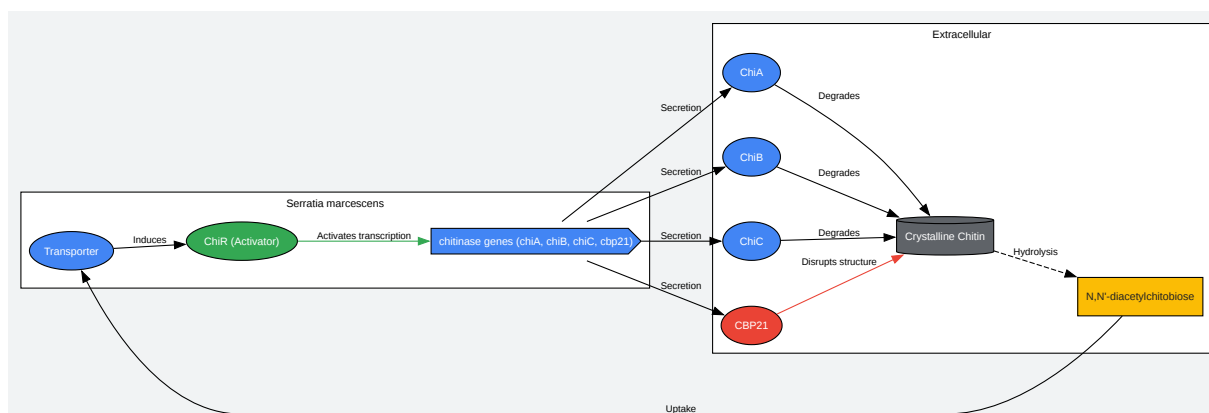 Extracellular
ChiA
Degrades
Secretion
ChiB
Degrades
Secretion
Serratia marcescens
Transporter
Induces
ChiR (Activator)
Activates transcription
chitinase genes (chiA, chiB, chiC, cbp21)
Secretion
ChiC
Degrades
Crystalline Chitin
Disrupts structure
Hydrolysis
Secretion
CBP21
N,N'-diacetylchitobiose
Uptake